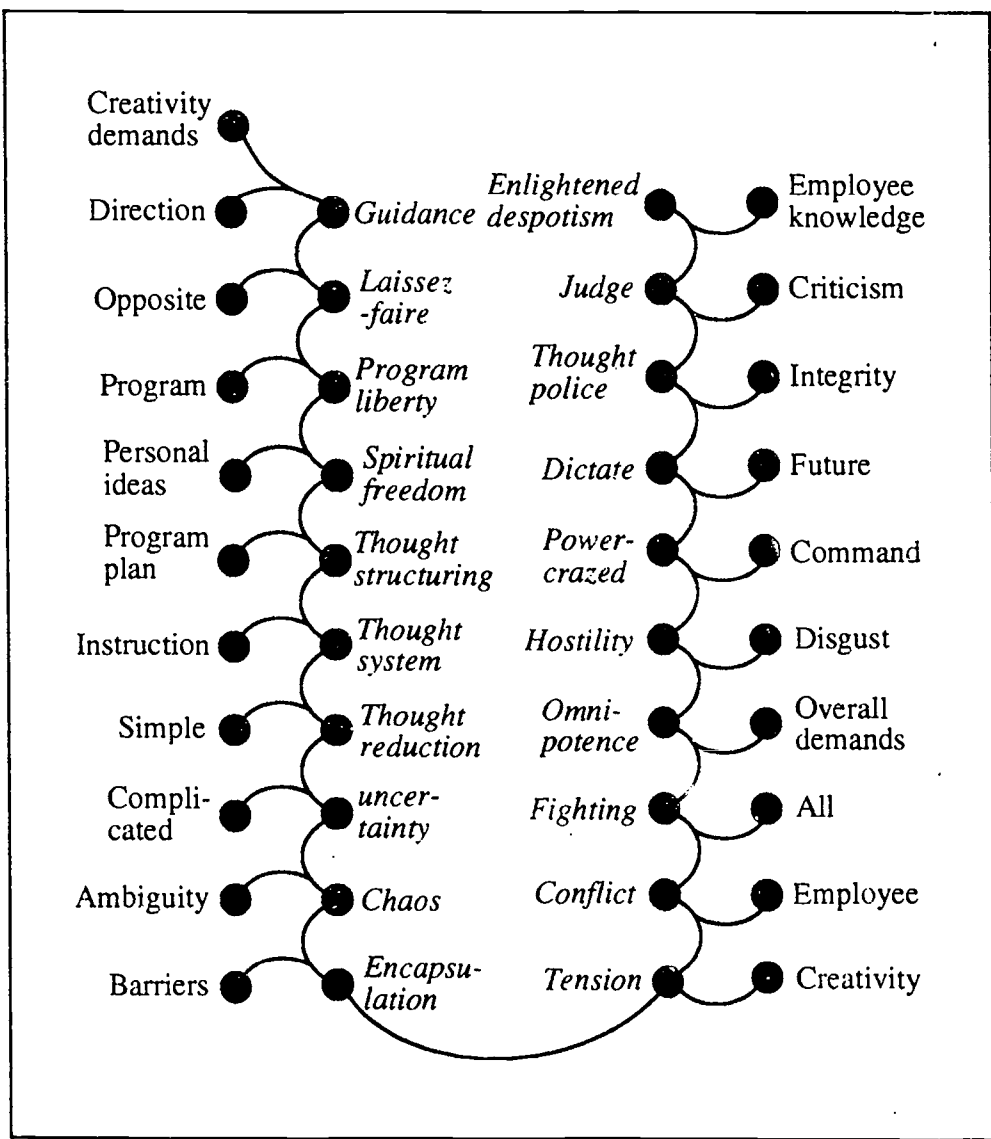 Creativity
demands
Direction
Guidance
Opposite
Laissez
-faire
Program
Program
liberty
Personal
ideas
Spiritual
freedom
Program
plan
Thought
structuring
Instruction
Thought
system
Simple
Thought
reduction
Compli-
cated
uncer-
tainty
Ambiguity
Chaos
Barriers
Encapsu-
lation
Enlightened
despotism
Employee
knowledge
Judge
Criticism
Thought
police
Integrity
Dictate
Future
Power-
crazed
Command
Hostility
Disgust
Omni-
potence
Overall
demands
Fighting
All
Conflict
Employee
Tension
Creativity